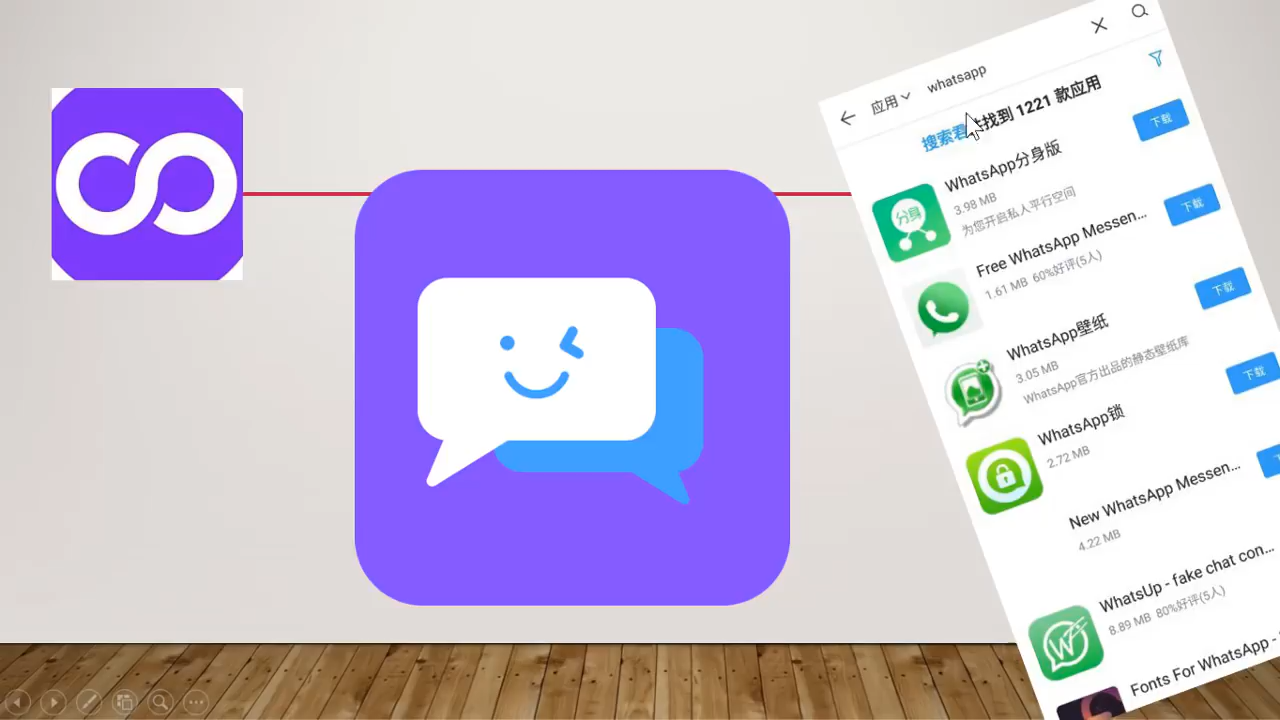 应用 whatsapp
搜索君 找到 1221 款应用
WhatsApp分身版
3.98 MB
为您开启私人平行空间
下载
分身
Free WhatsApp Messen...
1.61 MB 60%好评(5人)
下载
WhatsApp壁纸
3.05 MB
WhatsApp官方出品的静态壁纸库
下载
WhatsApp锁
2.72 MB
下载
New WhatsApp Messen...
4.22 MB
WhatsUp - fake chat con...
8.89 MB 80%好评(5人)
Fonts For WhatsApp -